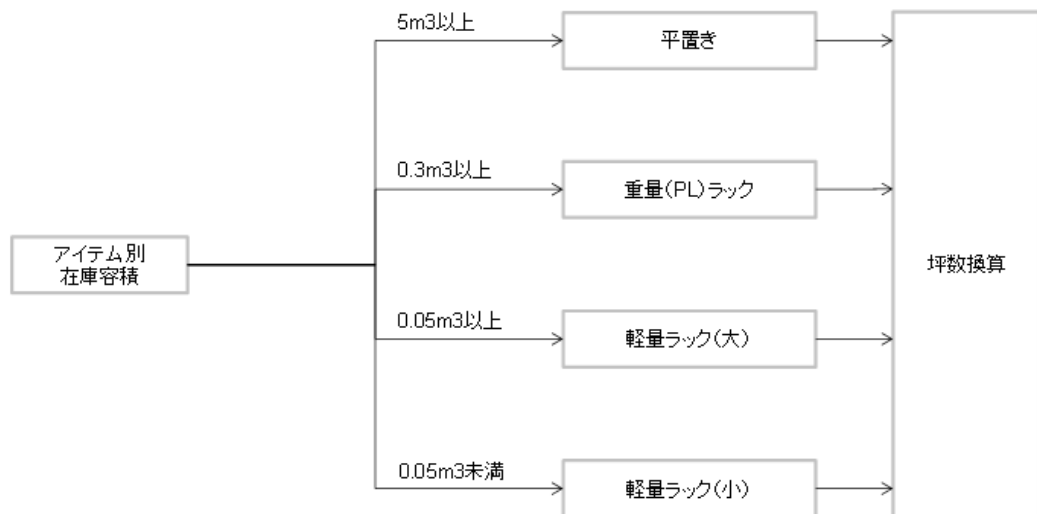 5m3以上
平置き
0.3m3以上
重量(PL)ラック
アイテム別
在庫容積
坪数換算
0.05m3以上
軽量ラック(大)
0.05m3未満
軽量ラック(小)